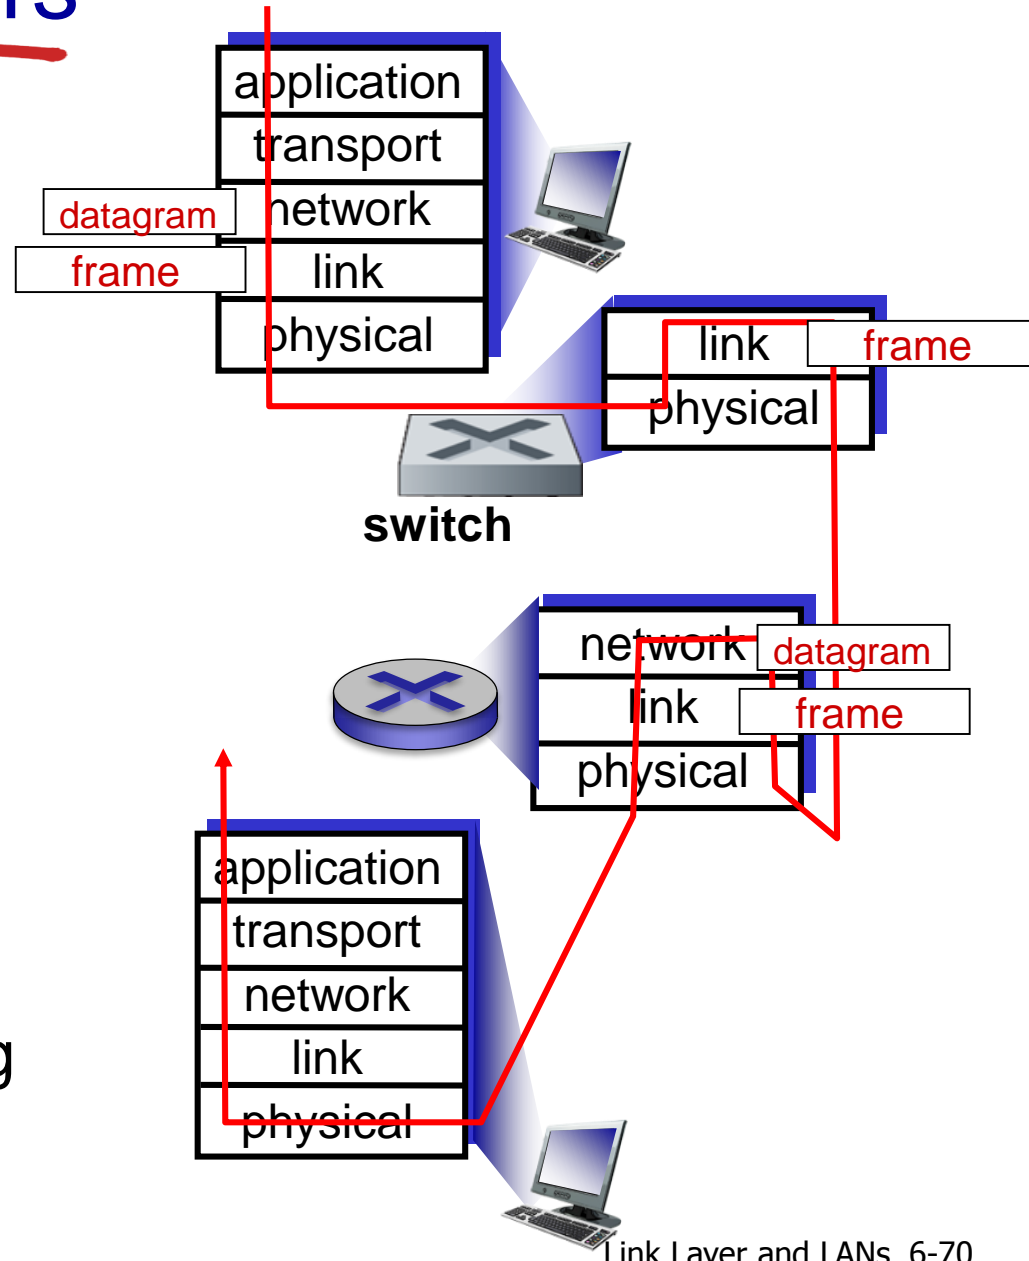 rs
application
transport
datagram network
frame link
physical
link frame
physical
switch
network datagram
link frame
physical
application
transport
network
link
g
physical
Link Layer and LANs 6-70